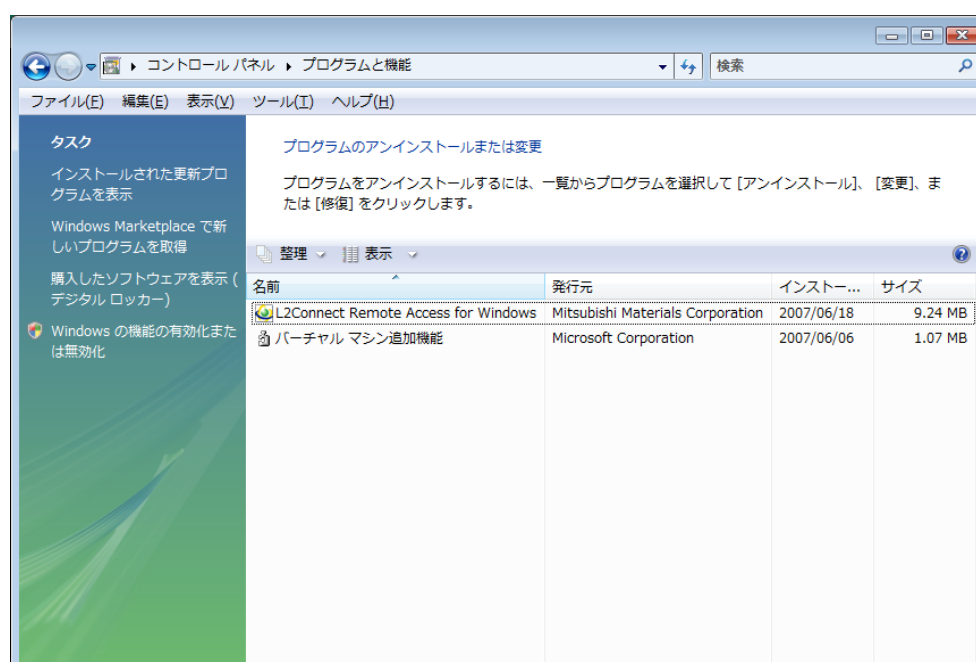 コントロール パネル ▸ プログラムと機能
検索
ファイル(F) 編集(E) 表示(V) ツール(T) ヘルプ(H)
タスク
インストールされた更新プロ
グラムを表示
Windows Marketplace で新
しいプログラムを取得
購入したソフトウェアを表示 (
デジタル ロッカー)
Windows の機能の有効化また
は無効化
プログラムのアンインストールまたは変更
プログラムをアンインストールするには、一覧からプログラムを選択して [アンインストール]、[変更]、ま
たは [修復] をクリックします。
整理 表示
名前 発行元 インストー... サイズ
L2Connect Remote Access for Windows Mitsubishi Materials Corporation 2007/06/18 9.24 MB
バーチャル マシン追加機能 Microsoft Corporation 2007/06/06 1.07 MB